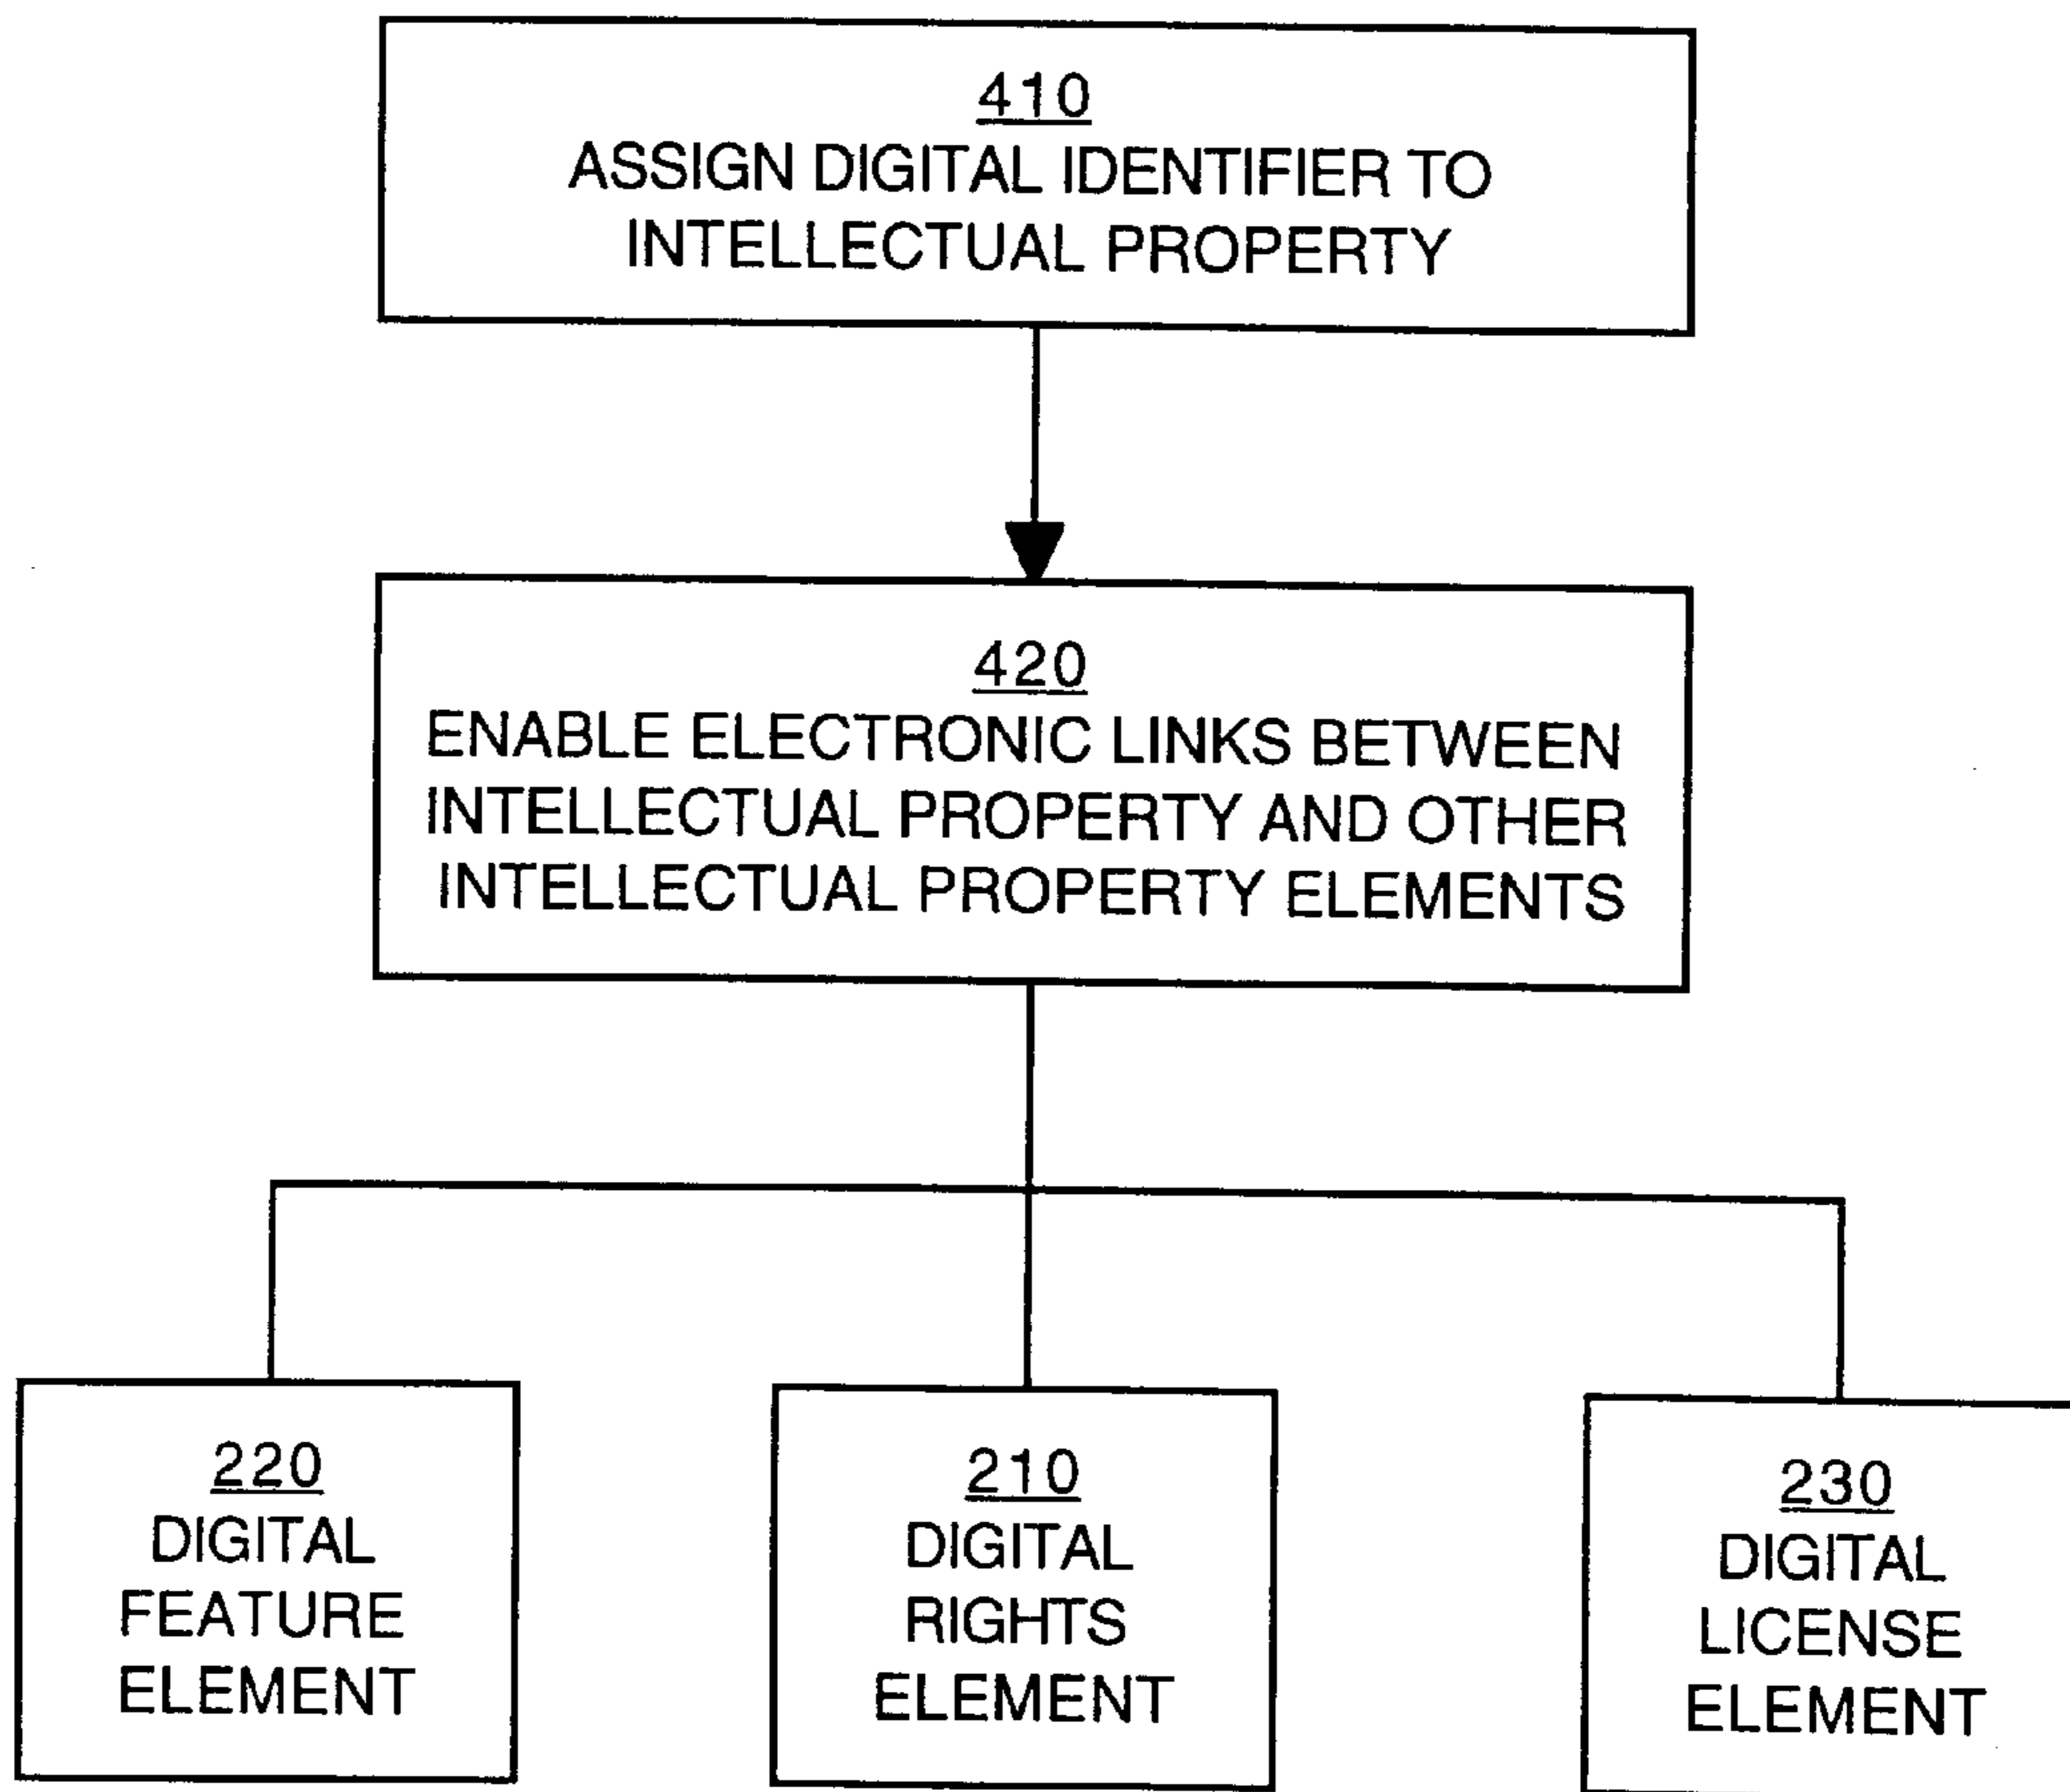 410
ASSIGN DIGITAL IDENTIFIER TO
INTELLECTUAL PROPERTY
420
ENABLE ELECTRONIC LINKS BETWEEN
INTELLECTUAL PROPERTY AND OTHER
INTELLECTUAL PROPERTY ELEMENTS
220
DIGITAL
FEATURE
ELEMENT
210
DIGITAL
RIGHTS
ELEMENT
230
DIGITAL
LICENSE
ELEMENT